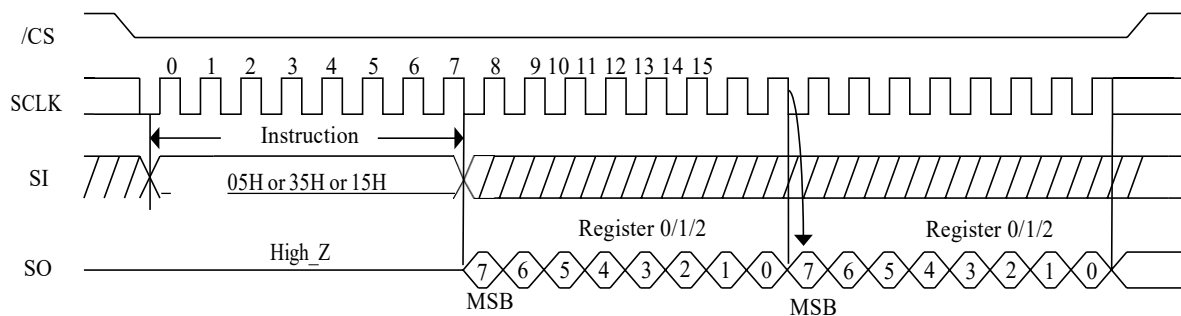 /CS
0 1 2 3 4 5 6 7 8 9 10 11 12 13 14 15
SCLK
Instruction
SI
05H or 35H or 15H
Register 0/1/2 Register 0/1/2
High_Z
SO
7 6 5 4 3 2 1 0 7 6 5 4 3 2 1 0
MSB MSB